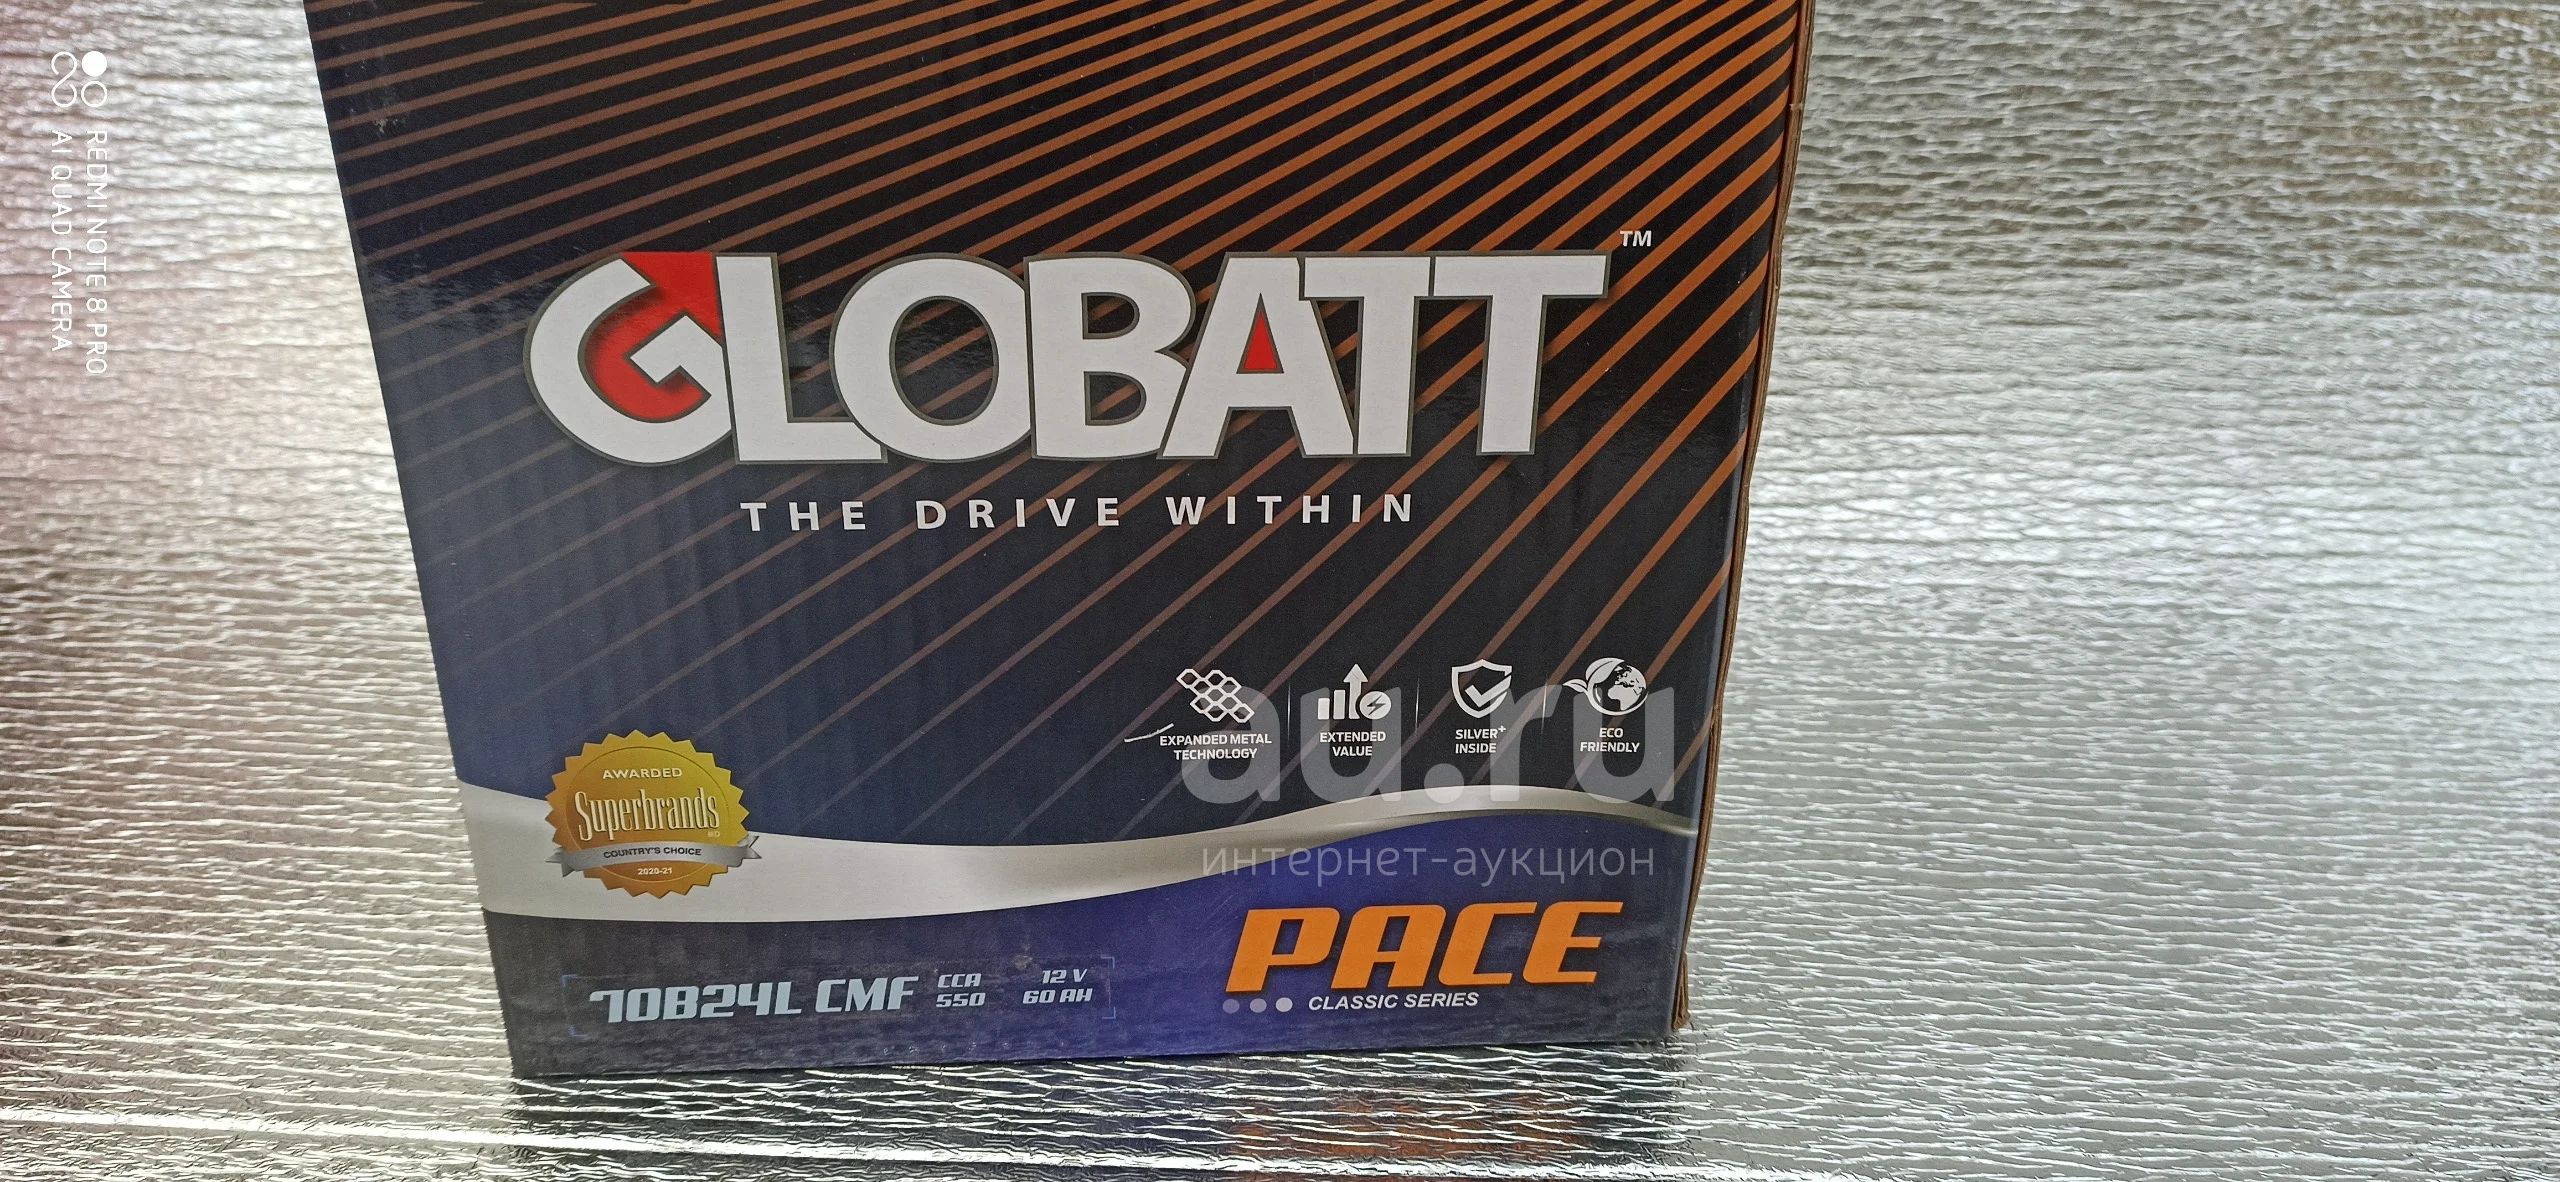 REDMI NOTE 8 PRO
AI QUAD CAMERA
GLOBATT™
THE DRIVE WITHIN
EXPANDED METAL
TECHNOLOGY
EXTENDED
VALUE
SILVER+
INSIDE
ECO
FRIENDLY
au.ru
интернет-аукцион
AWARDED
Superbrands
COUNTRY'S CHOICE
2020-21
70B24L CMF
CCA
550
12 V
60 AH
PACE
CLASSIC SERIES